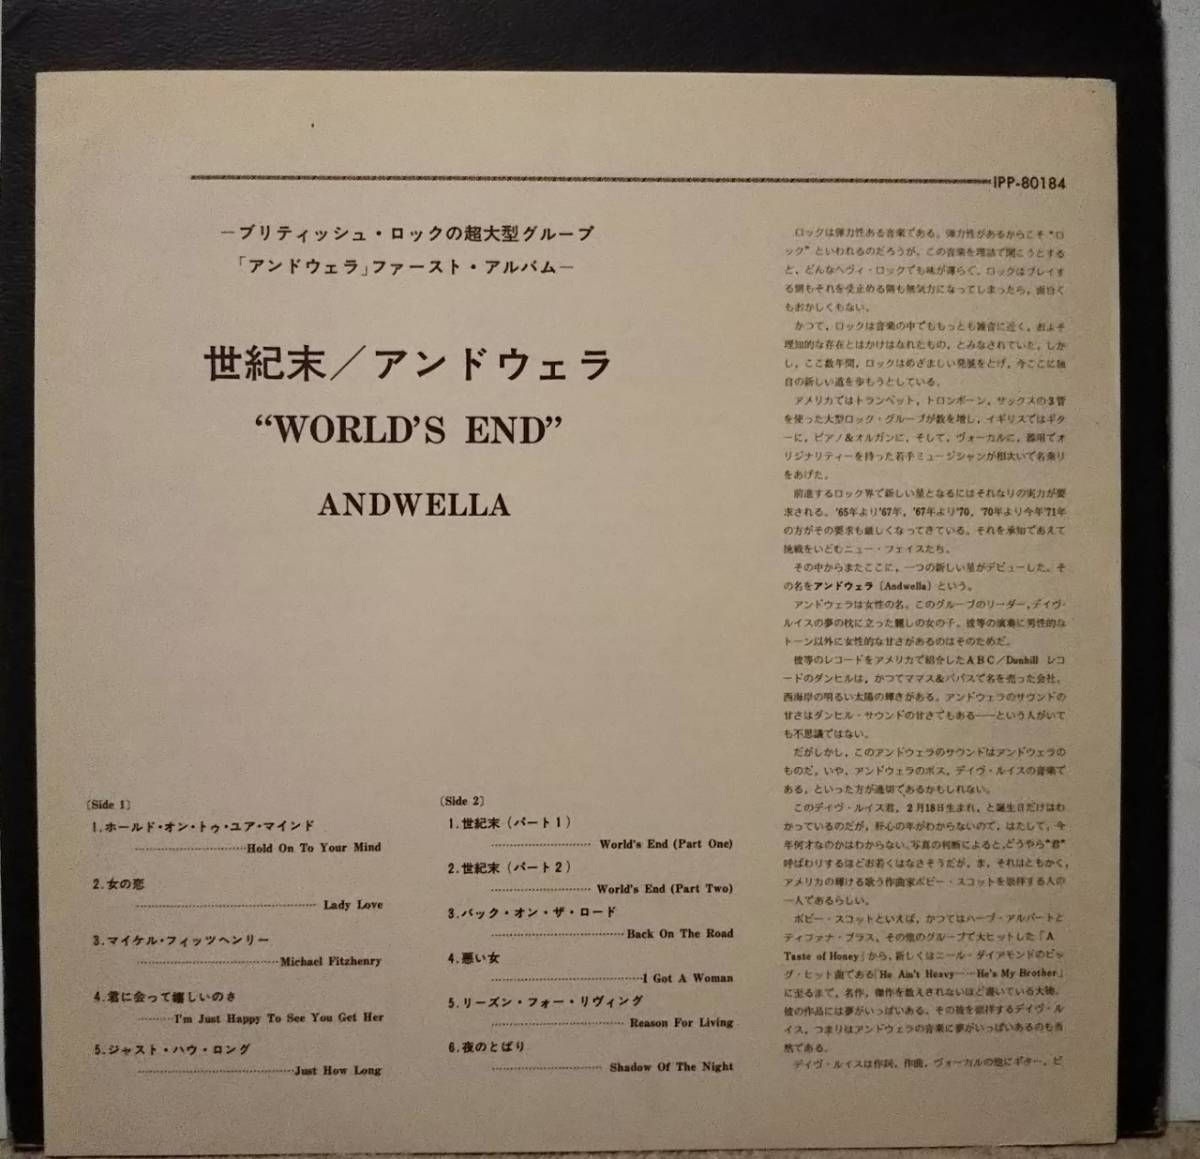 IPP-80184
－ブリティッシュ・ロックの超大型グループ
「アンドウェラ」ファースト・アルバム－
世紀末／アンドウェラ
“WORLD'S END”
ANDWELLA
〔Side 1〕
1.ホールド・オン・トゥ・ユア・マインド
Hold On To Your Mind
2.女の恋
Lady Love
3.マイケル・フィッツヘンリー
Michael Fitzhenry
4.君に会って嬉しいのさ
I'm Just Happy To See You Get Her
5.ジャスト・ハウ・ロング
Just How Long
〔Side 2〕
1.世紀末（パート1）
World's End (Part One)
2.世紀末（パート2）
World's End (Part Two)
3.バック・オン・ザ・ロード
Back On The Road
4.悪い女
I Got A Woman
5.リーズン・フォー・リヴィング
Reason For Living
6.夜のとばり
Shadow Of The Night
ロックは弾力性ある音楽である。弾力性があるからこそ“ロ
ック”といわれるのだろうが，この音楽を理詰で聞こうとする
と，どんなヘヴィ・ロックでも味が薄らぐ。ロックはプレイす
る側もそれを受止める側も無気力になってしまったら，面白く
もおかしくもない。
かつて，ロックは音楽の中でももっとも雑音に近く，およそ
理知的な存在とはかけはなれたもの，とみなされていた。しか
し，ここ数年間，ロックはめざましい発展をとげ，今ここに独
自の新しい道を歩もうとしている。
アメリカではトランペット，トロンボーン，サックスの3管
を使った大型ロック・グループが数を増し，イギリスではギタ
ーに，ピアノ&オルガンに，そして，ヴォーカルに，器用でオ
リジナリティーを持った若手ミュージシャンが相次いで名乗り
をあげた。
前進するロック界で新しい星となるにはそれなりの実力が要
求される。'65年より'67年，'67年より'70，'70年より今年'71年
の方がその要求も厳しくなってきている。それを承知であえて
挑戦をいどむニュー・フェイスたち。
その中からまたここに，一つの新しい星がデビューした。そ
の名をアンドウェラ（Andwella）という。
アンドウェラは女性の名。このグループのリーダー，デイヴ・
ルイスの夢の枕に立った麗しの女の子。彼等の演奏に男性的な
トーン以外に女性的な甘さがあるのはそのためだ。
彼等のレコードをアメリカで紹介したABC／Dunhill レコ
ードのダンヒルは，かつてママス&パパスで名を売った会社。
西海岸の明るい太陽の輝きがある。アンドウェラのサウンドの
甘さはダンヒル・サウンドの甘さでもある――という人がいて
も不思議ではない。
だがしかし，このアンドウェラのサウンドはアンドウェラの
ものだ。いや，アンドウェラのボス，デイヴ・ルイスの音楽で
ある，といった方が適切であるかもしれない。
このデイヴ・ルイス君，2月18日生まれ，と誕生日だけはわ
かっているのだが，肝心の年がわからないので，はたして，今
年何才なのかはわからない。写真の判断によると，どうやら“君”
呼ばわりするほどお若くはなさそうだが，ま，それはともかく，
アメリカの輝ける歌う作曲家ボビー・スコットを崇拝する人の
一人であるらしい。
ボビー・スコットといえば，かつてはハーブ・アルパートと
ティファナ・ブラス，その他のグループで大ヒットした「A
Taste of Honey」から，新しくはニール・ダイアモンドのビッ
グ・ヒット曲である「He Ain't Heavy……He's My Brother」
に至るまで，名作，傑作を数えきれないほど書いている大物。
彼の作品には夢がいっぱいある。その彼を崇拝するデイヴ・ル
イス，つまりはアンドウェラの音楽に夢がいっぱいあるのも当
然である。
デイヴ・ルイスは作詞，作曲，ヴォーカルの他にギター，ピ